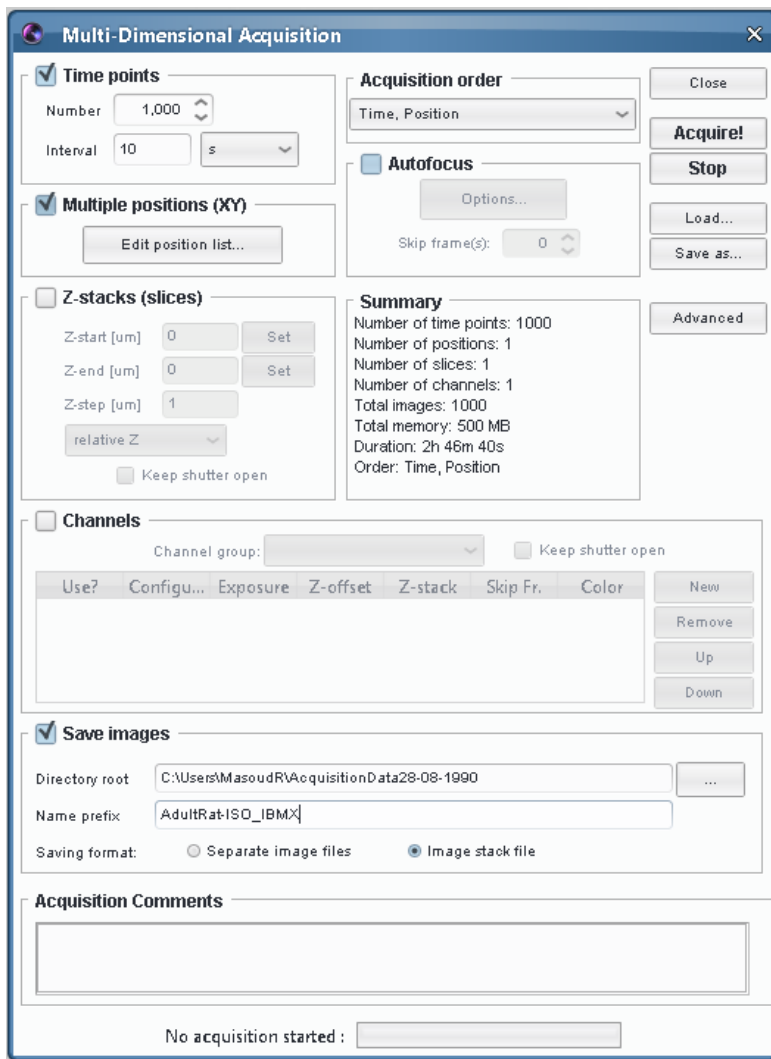 Multi-Dimensional Acquisition
Time points
Number 1,000
Interval 10 s
Acquisition order
Time, Position
Close
Acquire!
Stop
Autofocus
Options...
Skip frame(s): 0
Multiple positions (XY)
Edit position list...
Load...
Save as...
Z-stacks (slices)
Z-start [um] 0 Set
Z-end [um] 0 Set
Z-step [um] 1
relative Z
Keep shutter open
Summary
Number of time points: 1000
Number of positions: 1
Number of slices: 1
Number of channels: 1
Total images: 1000
Total memory: 500 MB
Duration: 2h 46m 40s
Order: Time, Position
Advanced
Channels
Channel group: Keep shutter open
Use? Configu... Exposure Z-offset Z-stack Skip Fr. Color
New
Remove
Up
Down
Save images
Directory root C:\Users\MasoudR\AcquisitionData28-08-1990 ...
Name prefix AdultRat-ISO_IBMX
Saving format: Separate image files Image stack file
Acquisition Comments
No acquisition started :